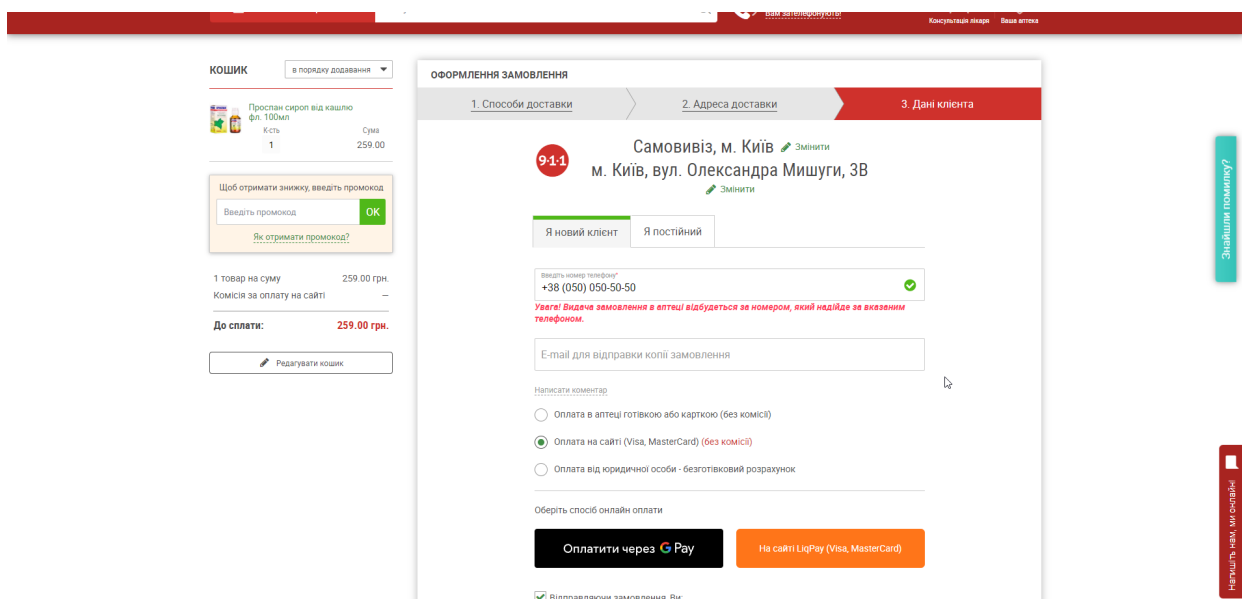 Вам зателефонують!
Консультація лікаря
Ваша аптека
КОШИК
в порядку додавання
Проспан сироп від кашлю
фл. 100мл
К-сть
Сума
1
259.00
Щоб отримати знижку, введіть промокод
Введіть промокод
OK
Як отримати промокод?
1 товар на суму
259.00 грн.
Комісія за оплату на сайті
–
До сплати:
259.00 грн.
Редагувати кошик
ОФОРМЛЕННЯ ЗАМОВЛЕННЯ
1. Способи доставки
2. Адреса доставки
3. Дані клієнта
9·1·1
Самовивіз, м. Київ Змінити
м. Київ, вул. Олександра Мишуги, 3В
Змінити
Я новий клієнт
Я постійний
Введіть номер телефону*
+38 (050) 050-50-50
Увага! Видача замовлення в аптеці відбудеться за номером, який надійде за вказаним
телефоном.
E-mail для відправки копії замовлення
Написати коментар
Оплата в аптеці готівкою або карткою (без комісії)
Оплата на сайті (Visa, MasterCard) (без комісії)
Оплата від юридичної особи - безготівковий розрахунок
Оберіть спосіб онлайн оплати
Оплатити через G Pay
На сайті LiqPay (Visa, MasterCard)
Відправляючи замовлення, Ви:
Знайшли помилку?
Напишіть нам, ми онлайн!